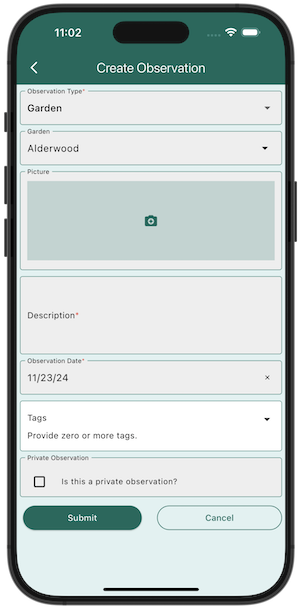 11:02
Create Observation
Observation Type*
Garden
Garden
Alderwood
Picture
Description*
Observation Date*
11/23/24
Tags
Provide zero or more tags.
Private Observation
Is this a private observation?
Submit
Cancel